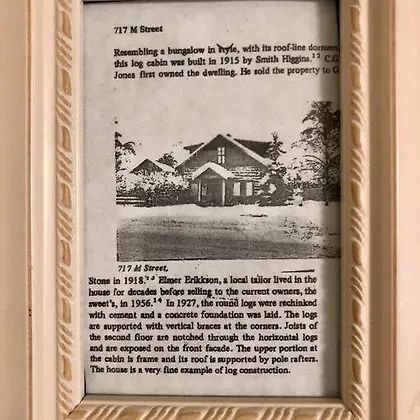 717 M Street
Resembling a bungalow in style, with its roof-line dormers
this log cabin was built in 1915 by Smith Higgins.12 C.G
Jones first owned the dwelling. He sold the property to G
717 M Street,
Stone in 1918.13 Elmer Erikkson, a local tailor lived in the
house for decades before selling to the current owners, the
sweet's, in 1956.14 In 1927, the round logs were rechinked
with cement and a concrete foundation was laid. The logs
are supported with vertical braces at the corners. Joists of
the second floor are notched through the horizontal logs
and are exposed on the front facade. The upper portion at
the cabin is frame and its roof is supported by pole rafters.
The house is a very fine example of log construction.